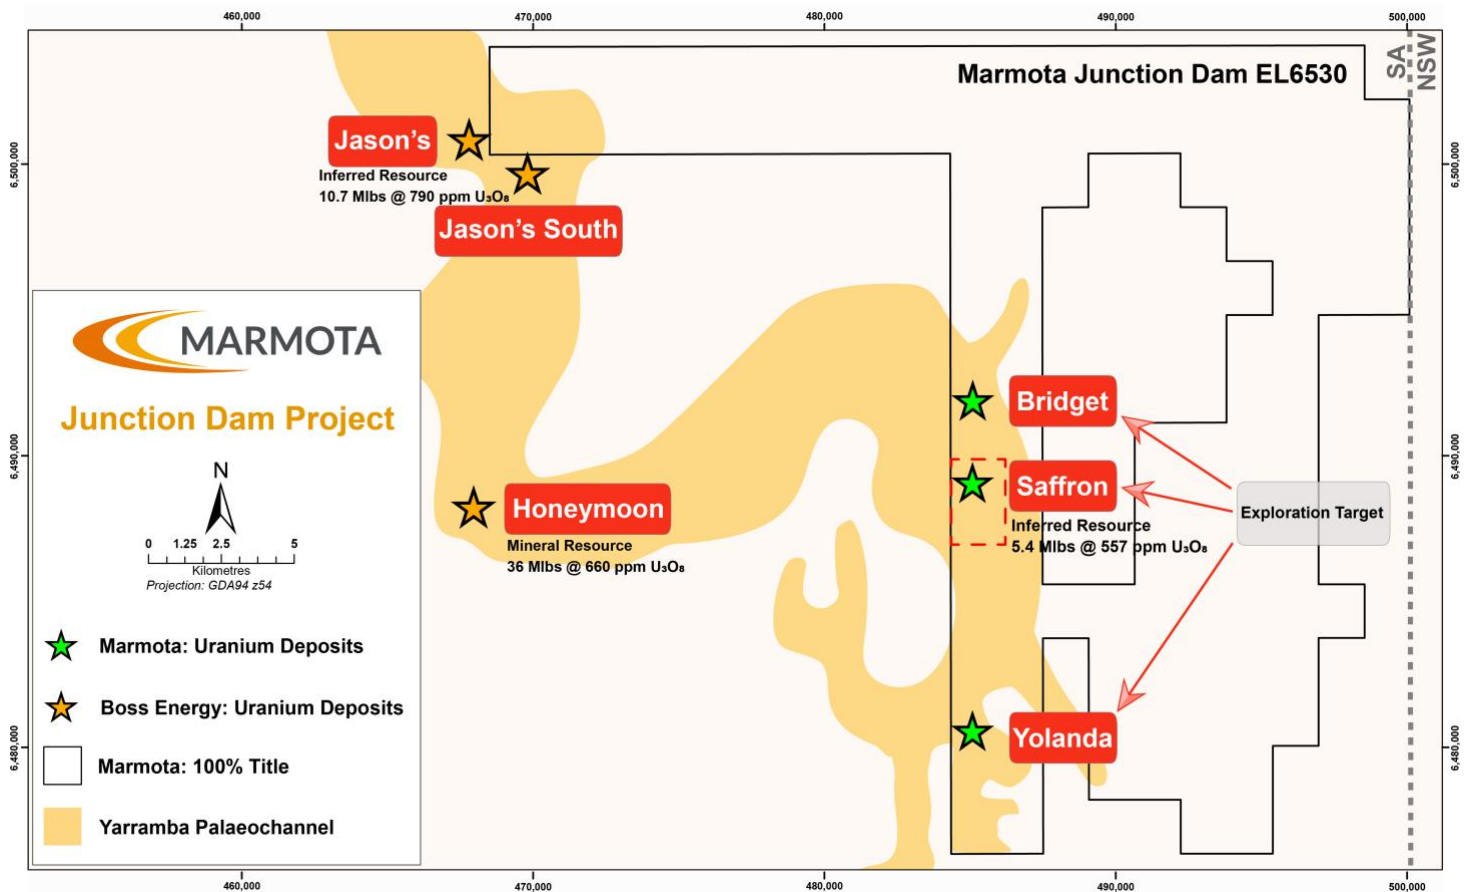 460,000
470,000
480,000
490,000
500,000
Marmota Junction Dam EL6530
SA
NSW
Jason's
Inferred Resource
10.7 Mlbs @ 790 ppm U₃O₈
Jason's South
6,500,000
6,500,000
MARMOTA
Junction Dam Project
N
0 1.25 2.5 5
Kilometres
Projection: GDA94 z54
Marmota: Uranium Deposits
Boss Energy: Uranium Deposits
Marmota: 100% Title
Yarramba Palaeochannel
Bridget
6,490,000
6,490,000
Saffron
Inferred Resource
5.4 Mlbs @ 557 ppm U₃O₈
Exploration Target
Honeymoon
Mineral Resource
36 Mlbs @ 660 ppm U₃O₈
Yolanda
6,480,000
6,480,000
460,000
470,000
480,000
490,000
500,000